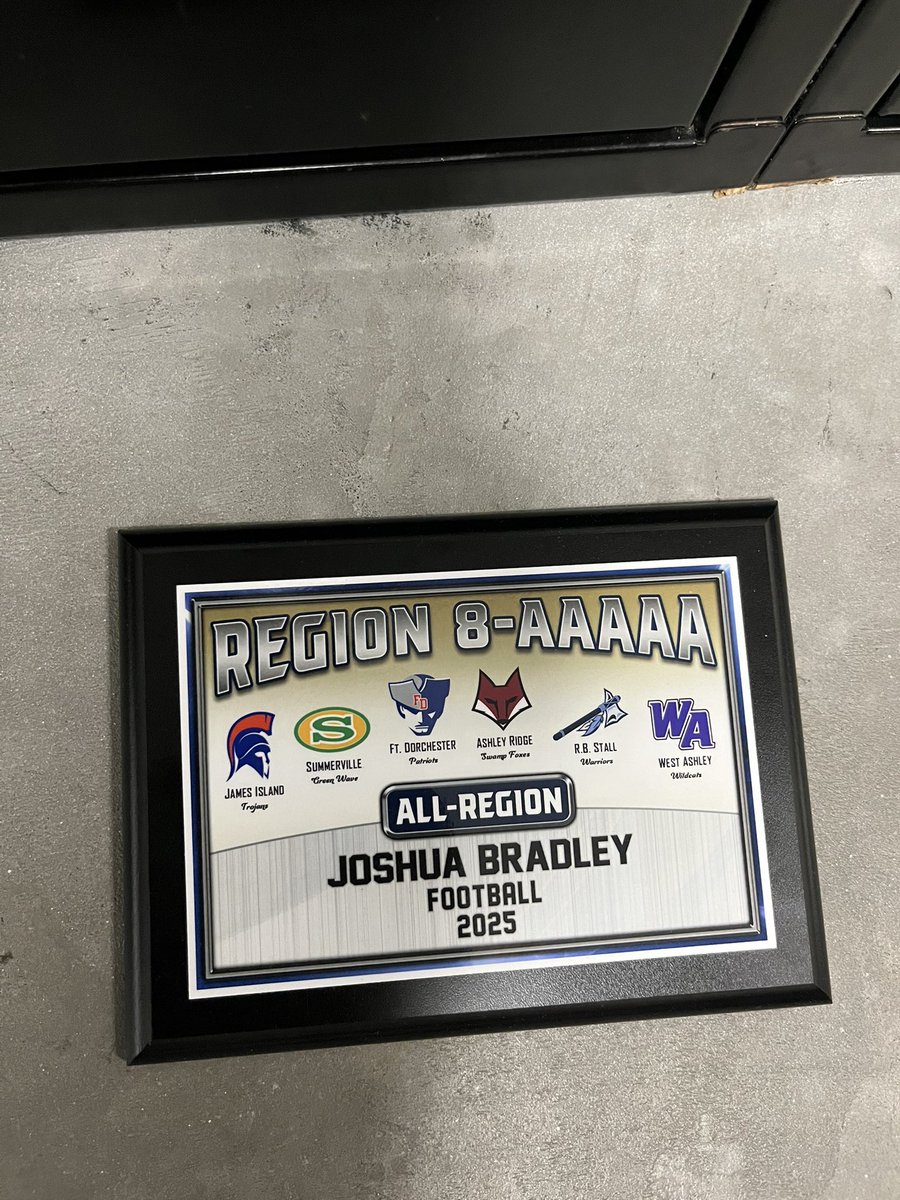 REGION 8-AAAAA
FD
S
WA
JAMES ISLAND
Trojans
SUMMERVILLE
Green Wave
FT. DORCHESTER
Patriots
ASHLEY RIDGE
Swamp Foxes
R.B. STALL
Warriors
WEST ASHLEY
Wildcats
ALL-REGION
JOSHUA BRADLEY
FOOTBALL
2025